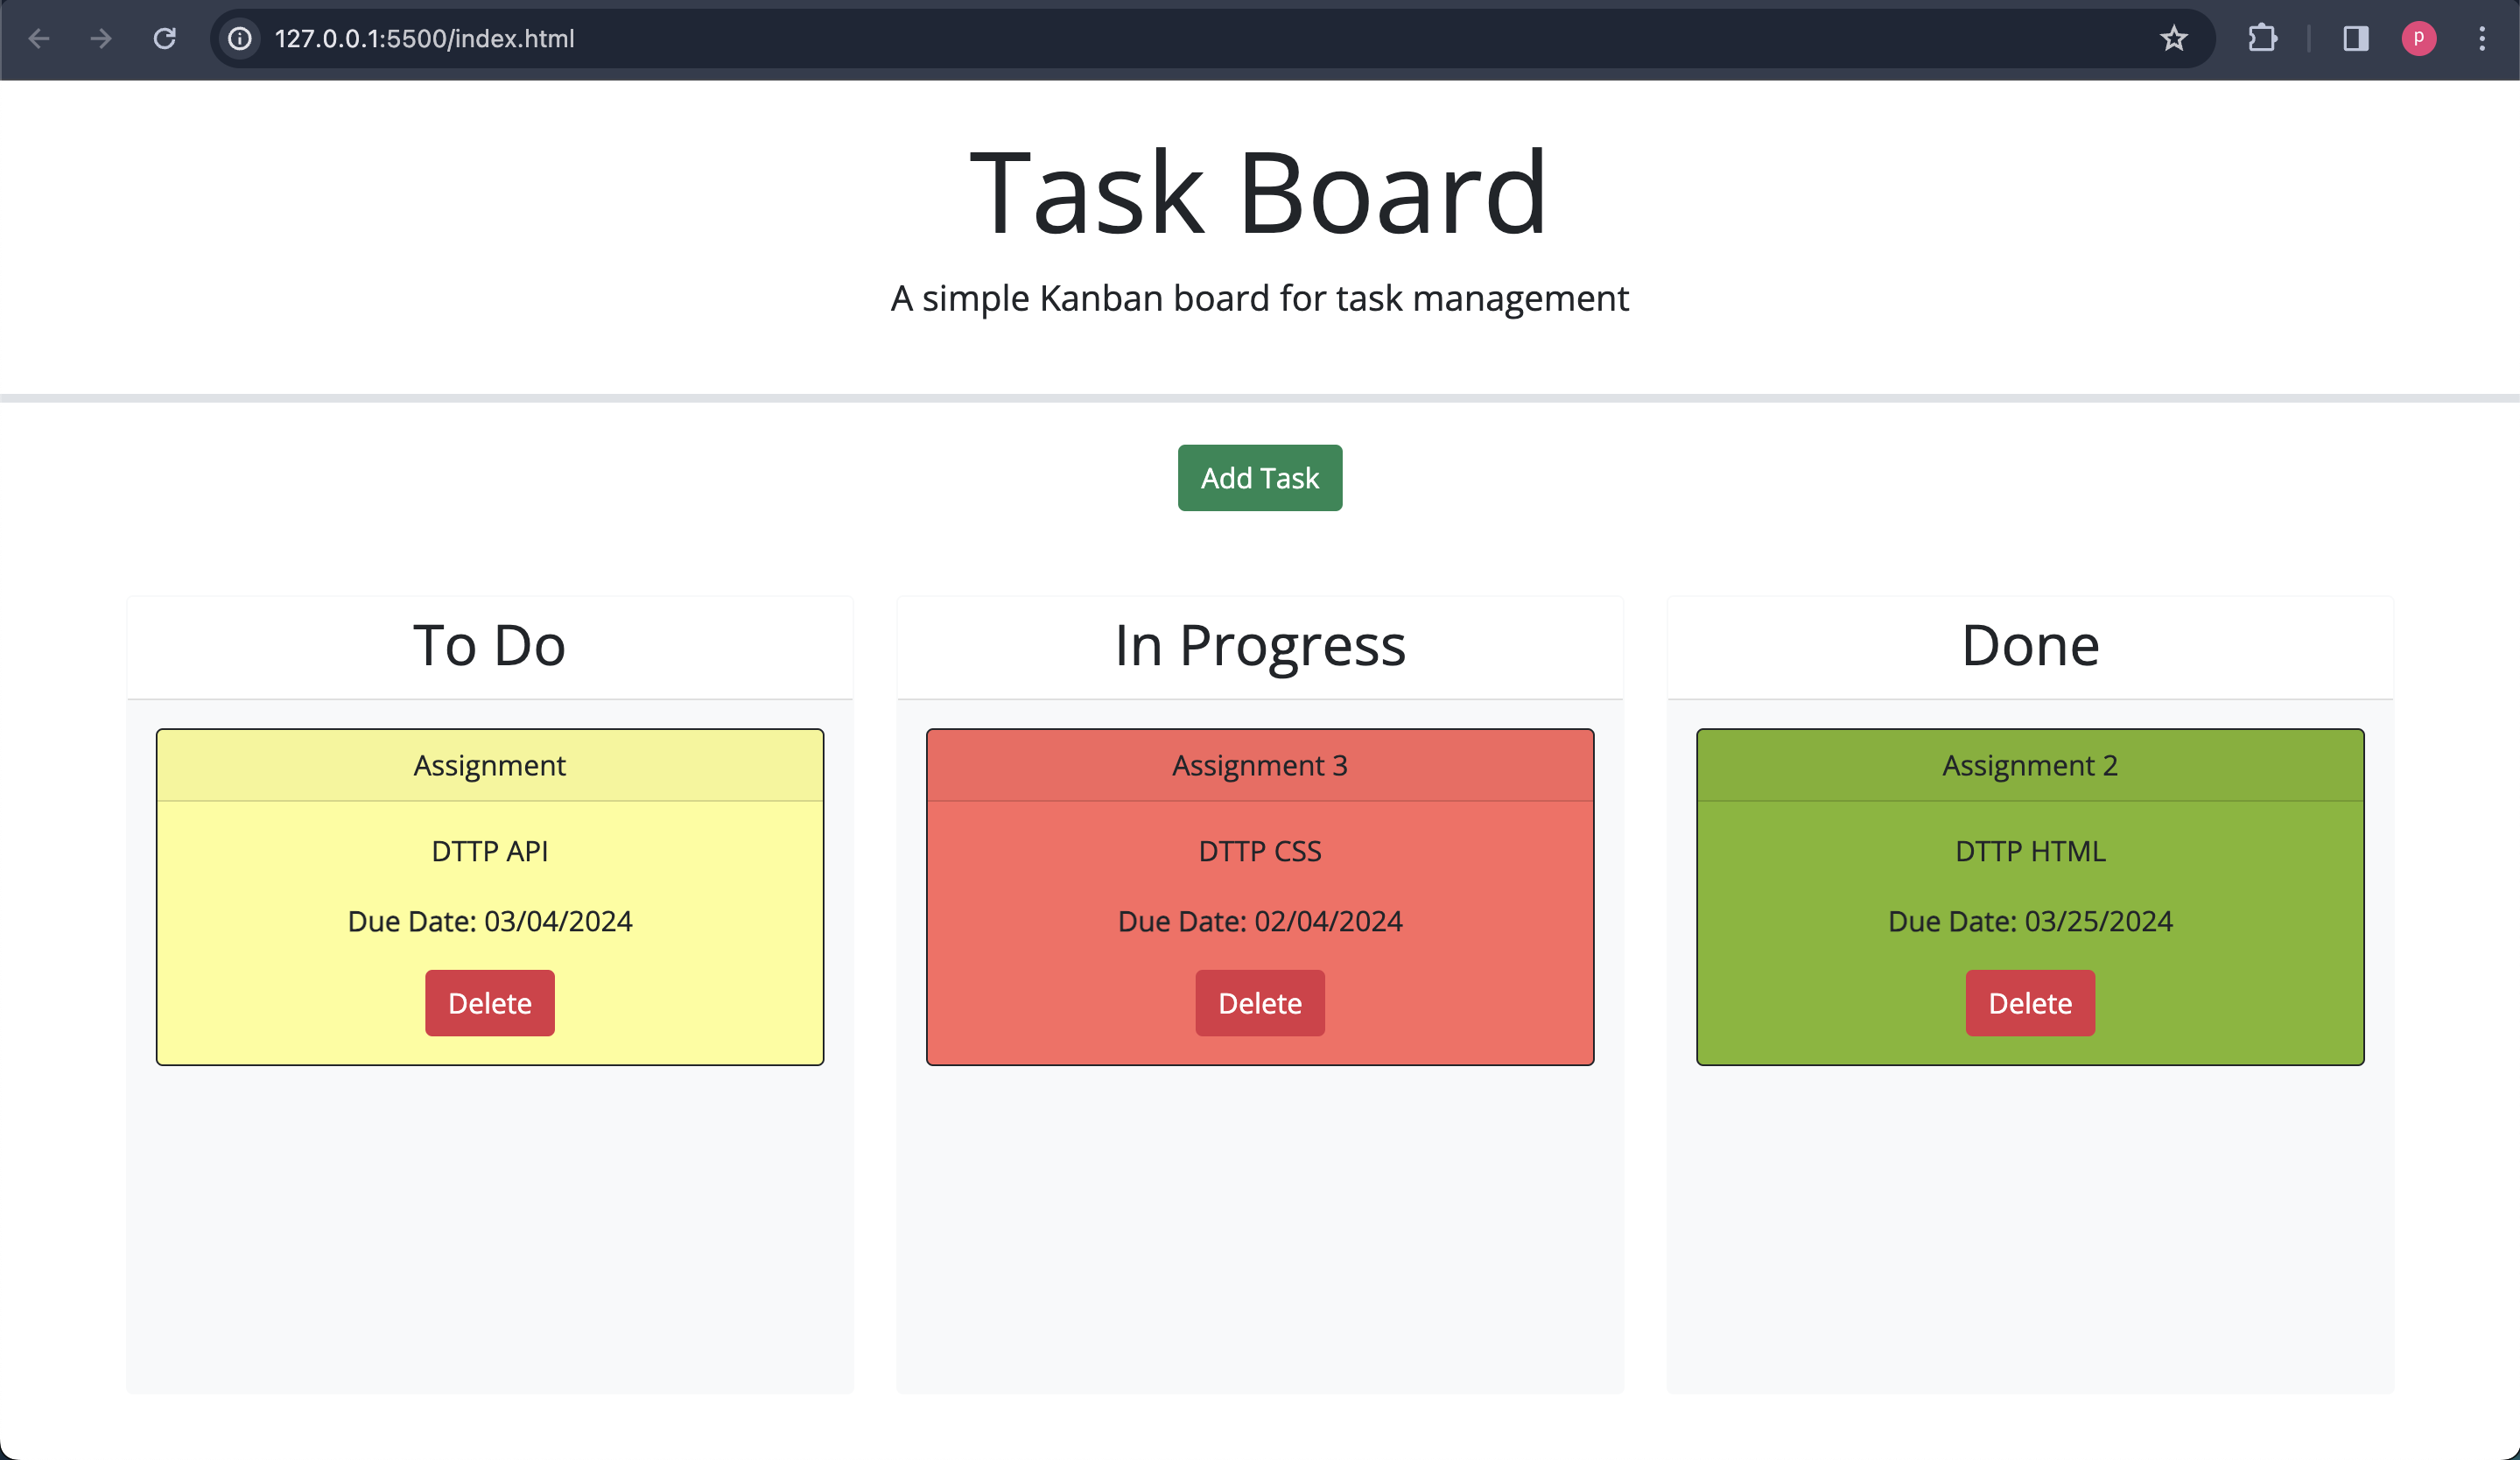 127.0.0.1:5500/index.html
p
Task Board
A simple Kanban board for task management
Add Task
To Do
Assignment
DTTP API
Due Date: 03/04/2024
Delete
In Progress
Assignment 3
DTTP CSS
Due Date: 02/04/2024
Delete
Done
Assignment 2
DTTP HTML
Due Date: 03/25/2024
Delete